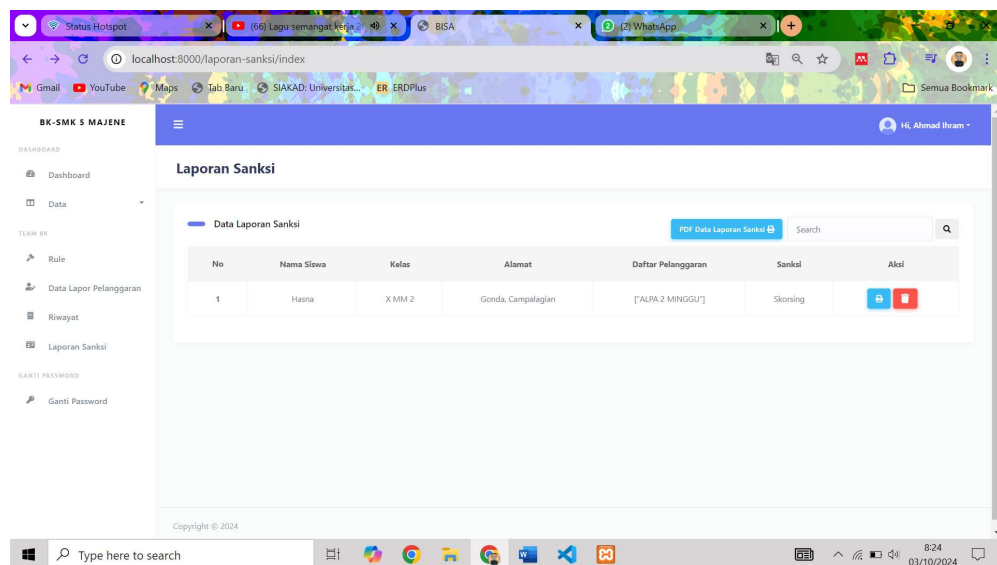 Status Hotspot
(66) Lagu semangat kerja 2
BISA
(2) WhatsApp
localhost:8000/laporan-sanksi/index
Gmail YouTube Maps Tab Baru SIAKAD: Universitas... ER ERDPlus Semua Bookmark
BK-SMK 5 MAJENE
Hi, Ahmad Ihram
DASHBOARD
Dashboard
Data
TEAM BK
Rule
Data Lapor Pelanggaran
Riwayat
Laporan Sanksi
GANTI PASSWORD
Ganti Password
Laporan Sanksi
Data Laporan Sanksi
PDF Data Laporan Sanksi
Search
No Nama Siswa Kelas Alamat Daftar Pelanggaran Sanksi Aksi
1 Hasna X MM 2 Gonda, Campalagian ["ALPA 2 MINGGU"] Skorsing
Copyright © 2024
Type here to search
8:24
03/10/2024